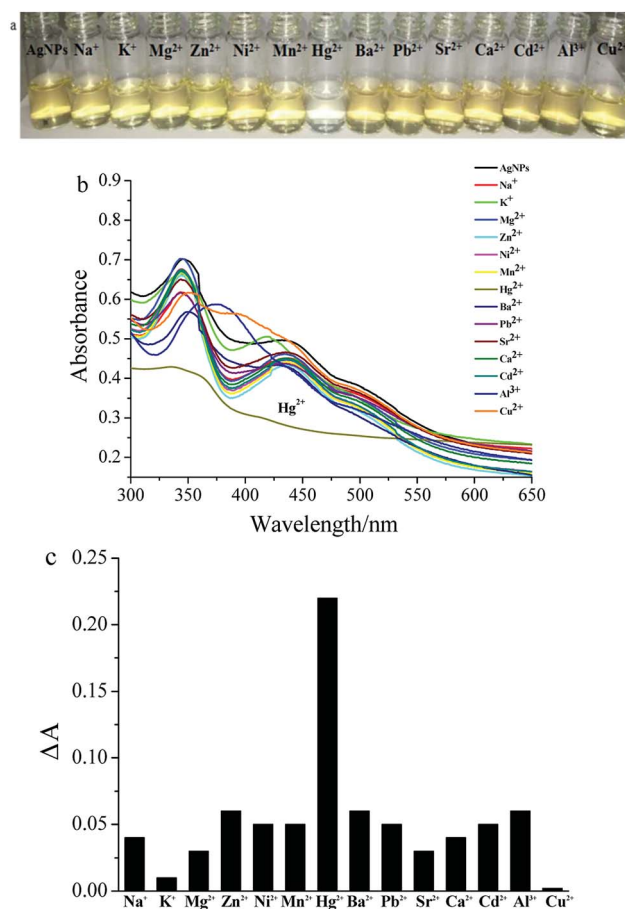 a
AgNPs Na⁺ K⁺ Mg²⁺ Zn²⁺ Ni²⁺ Mn²⁺ Hg²⁺ Ba²⁺ Pb²⁺ Sr²⁺ Ca²⁺ Cd²⁺ Al³⁺ Cu²⁺
b
0.9
0.8
0.7
0.6
0.5
0.4
0.3
0.2
Absorbance
AgNPs
Na⁺
K⁺
Mg²⁺
Zn²⁺
Ni²⁺
Mn²⁺
Hg²⁺
Ba²⁺
Pb²⁺
Sr²⁺
Ca²⁺
Cd²⁺
Al³⁺
Cu²⁺
Hg²⁺
300 350 400 450 500 550 600 650
Wavelength/nm
c
0.25
0.20
0.15
0.10
0.05
0.00
ΔA
Na⁺ K⁺ Mg²⁺ Zn²⁺ Ni²⁺ Mn²⁺ Hg²⁺ Ba²⁺ Pb²⁺ Sr²⁺ Ca²⁺ Cd²⁺ Al³⁺ Cu²⁺